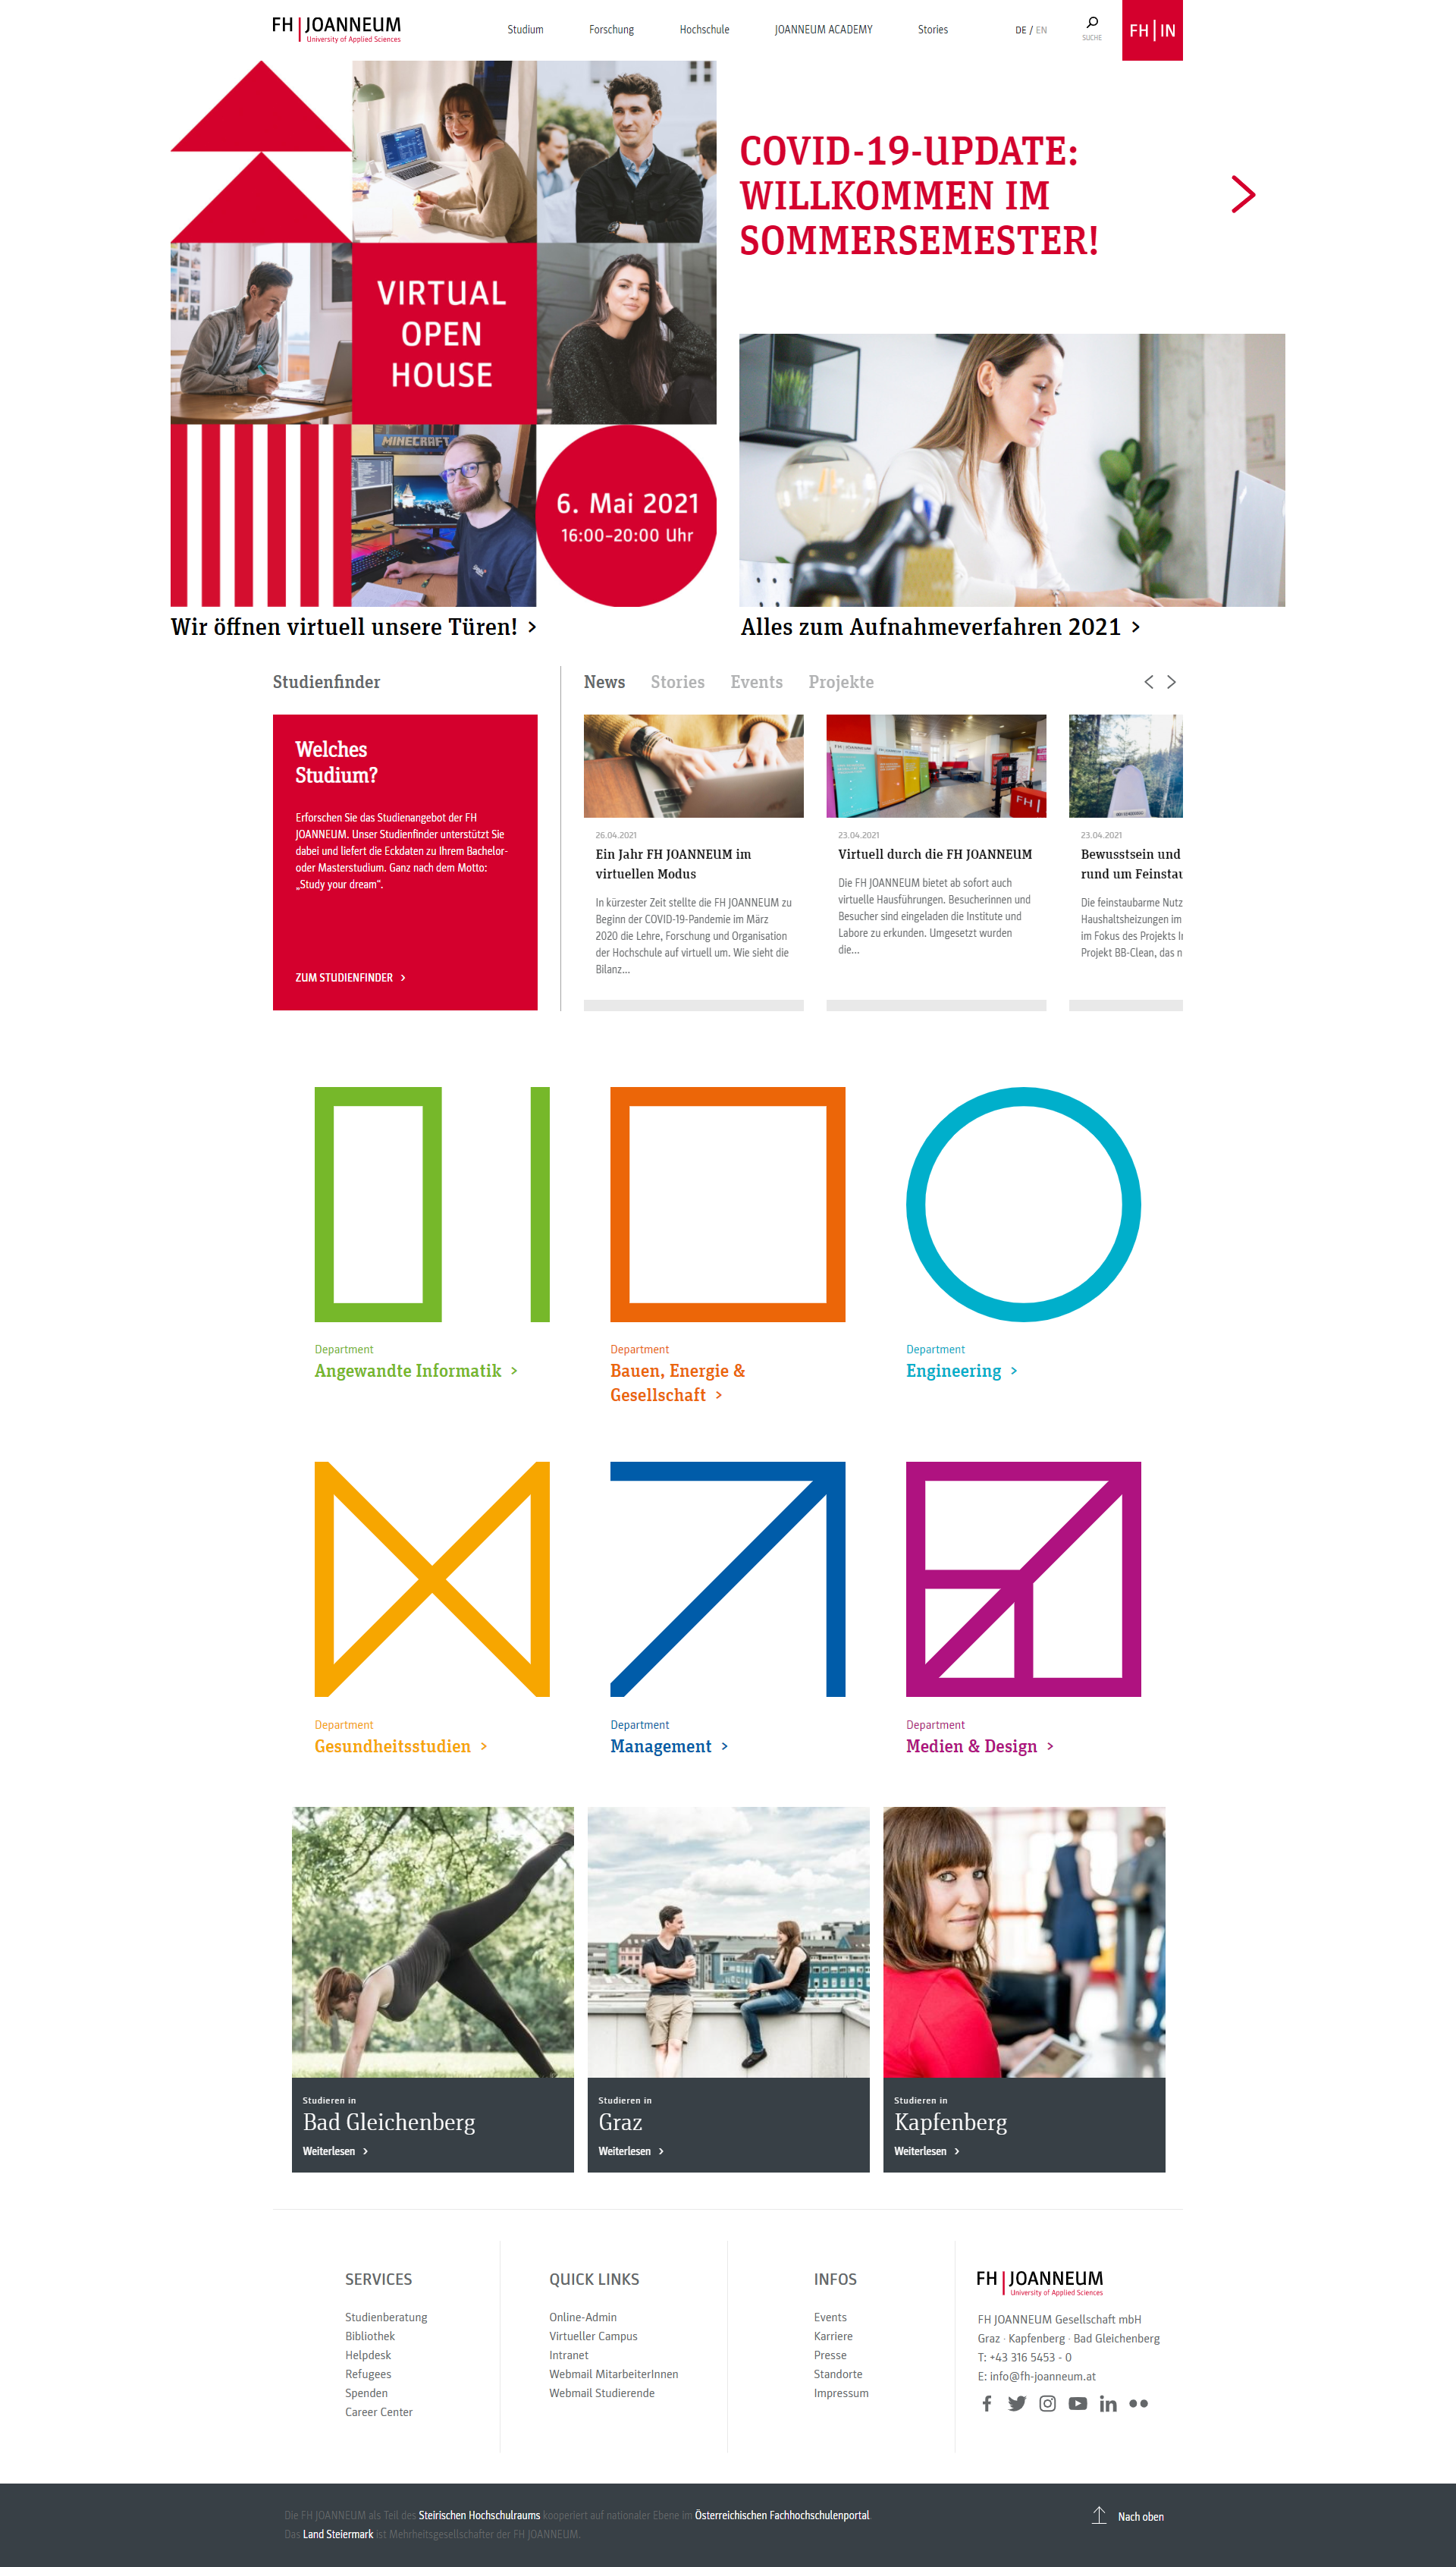 FH JOANNEUM
University of Applied Sciences
Studium
Forschung
Hochschule
JOANNEUM ACADEMY
Stories
DE / EN
SUCHE
FH IN
VIRTUAL
OPEN
HOUSE
MINECRAFT
6. Mai 2021
16:00-20:00 Uhr
Wir öffnen virtuell unsere Türen!
COVID-19-UPDATE:
WILLKOMMEN IM
SOMMERSEMESTER!
Alles zum Aufnahmeverfahren 2021
Studienfinder
Welches
Studium?
Erforschen Sie das Studienangebot der FH
JOANNEUM. Unser Studienfinder unterstützt Sie
dabei und liefert die Eckdaten zu Ihrem Bachelor-
oder Masterstudium. Ganz nach dem Motto:
„Study your dream“.
ZUM STUDIENFINDER
News
Stories
Events
Projekte
26.04.2021
Ein Jahr FH JOANNEUM im
virtuellen Modus
In kürzester Zeit stellte die FH JOANNEUM zu
Beginn der COVID-19-Pandemie im März
2020 die Lehre, Forschung und Organisation
der Hochschule auf virtuell um. Wie sieht die
Bilanz...
FH
23.04.2021
Virtuell durch die FH JOANNEUM
Die FH JOANNEUM bietet ab sofort auch
virtuelle Hausführungen. Besucherinnen und
Besucher sind eingeladen die Institute und
Labore zu erkunden. Umgesetzt wurden
die...
23.04.2021
Bewusstsein und
rund um Feinstau
Die feinstaubarme Nutz
Haushaltsheizungen im
im Fokus des Projekts
Projekt BB-Clean, das n
Department
Angewandte Informatik
Department
Bauen, Energie &
Gesellschaft
Department
Engineering
Department
Gesundheitsstudien
Department
Management
Department
Medien & Design
Studieren in
Bad Gleichenberg
Weiterlesen
Studieren in
Graz
Weiterlesen
Studieren in
Kapfenberg
Weiterlesen
SERVICES
Studienberatung
Bibliothek
Helpdesk
Refugees
Spenden
Career Center
QUICK LINKS
Online-Admin
Virtueller Campus
Intranet
Webmail MitarbeiterInnen
Webmail Studierende
INFOS
Events
Karriere
Presse
Standorte
Impressum
FH JOANNEUM
University of Applied Sciences
FH JOANNEUM Gesellschaft mbH
Graz · Kapfenberg · Bad Gleichenberg
T: +43 316 5453 - 0
E: info@fh-joanneum.at
Die FH JOANNEUM als Teil des Steirischen Hochschulraums kooperiert auf nationaler Ebene im Österreichischen Fachhochschulenportal
Das Land Steiermark ist Mehrheitsgesellschafter der FH JOANNEUM.
Nach oben